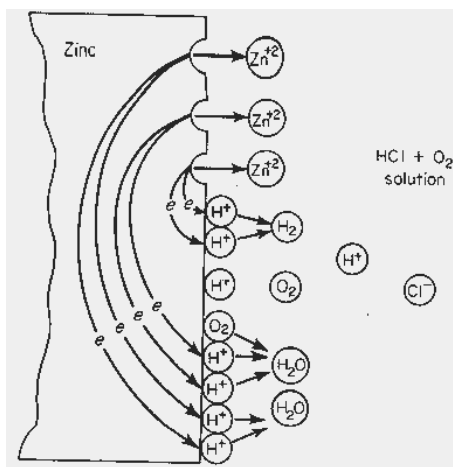 Zinc
Zn+2
Zn+2
HCl + O2
solution
Zn+2
e
e
H+
H2
H+
H+
H+
O2
Cl−
O2
e
e
e
e
H+
H2O
H+
H2O
H+
H+